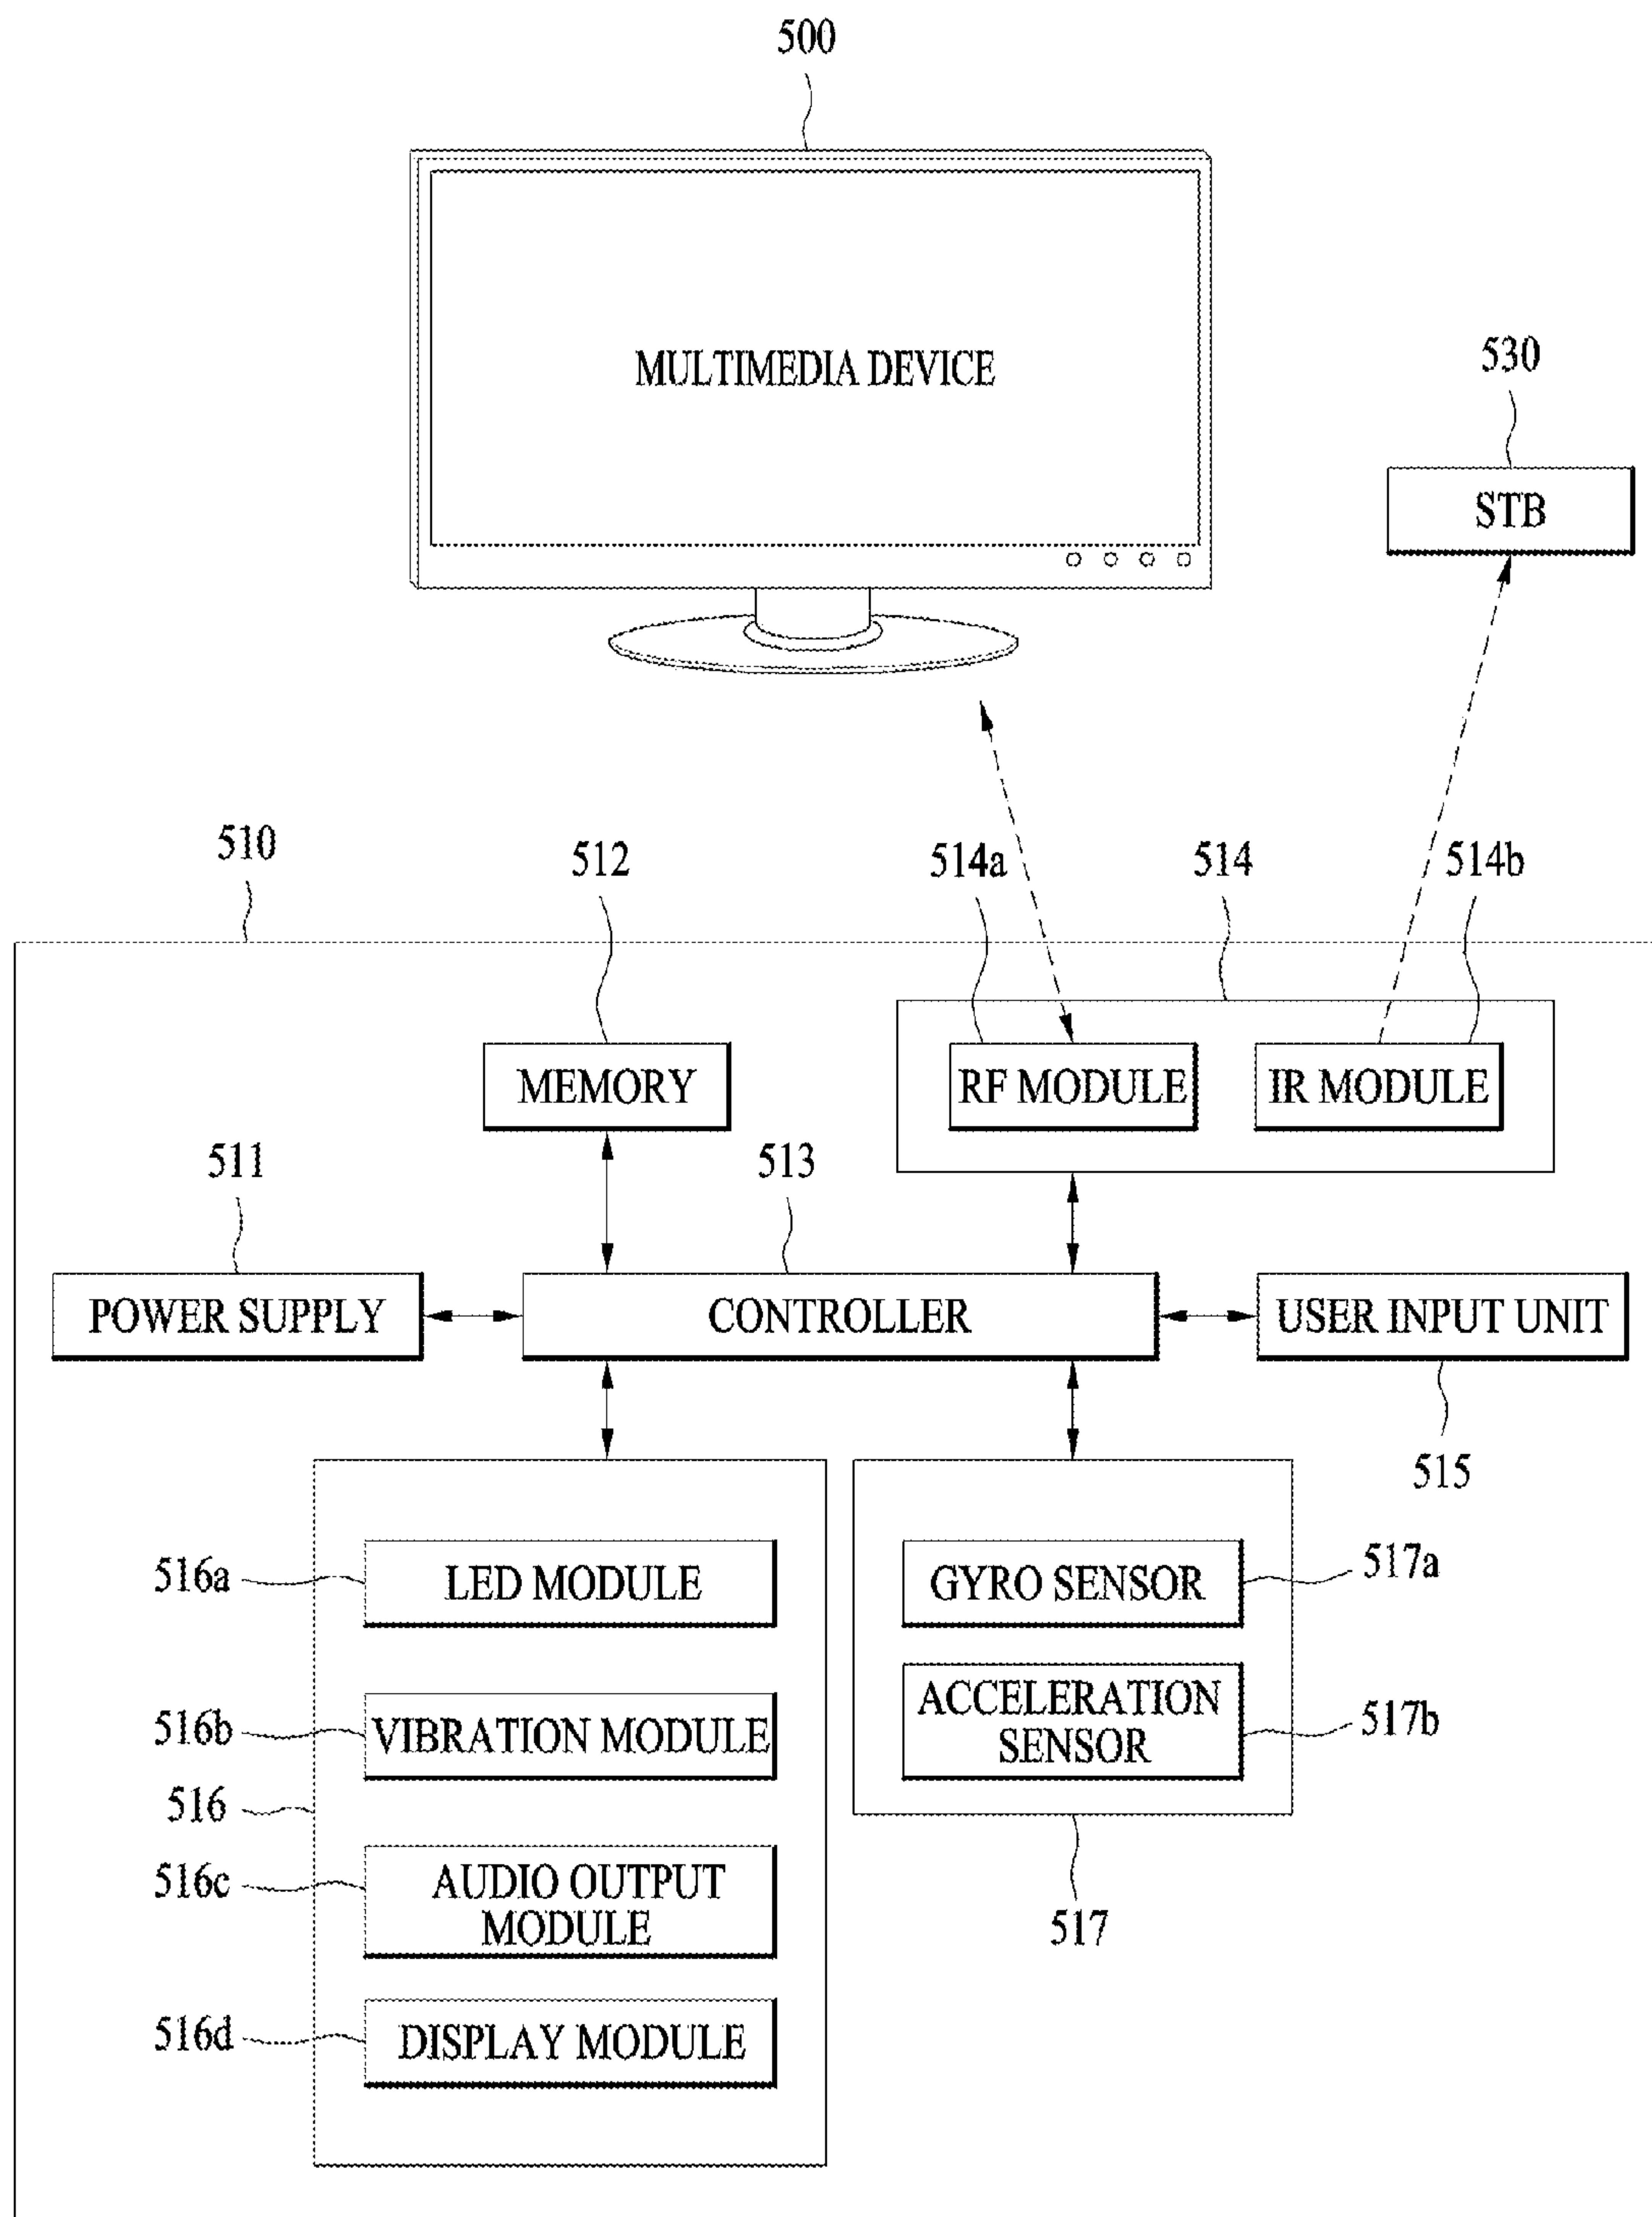 500
MULTIMEDIA DEVICE
530
STB
510
512
514a
514
514b
MEMORY
RF MODULE
IR MODULE
511
513
POWER SUPPLY
CONTROLLER
USER INPUT UNIT
515
516a
LED MODULE
GYRO SENSOR
517a
516b
VIBRATION MODULE
ACCELERATION
SENSOR
517b
516
516c
AUDIO OUTPUT
MODULE
517
516d
DISPLAY MODULE